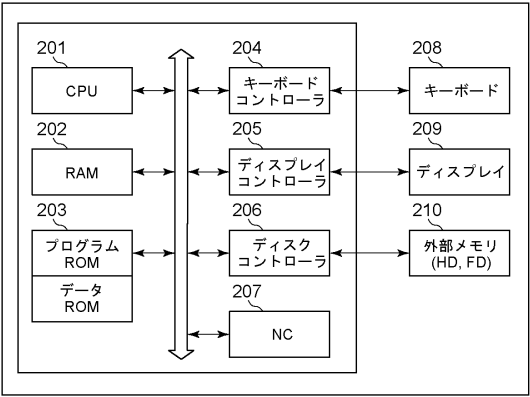 201
CPU
202
RAM
203
プログラム
ROM
データ
ROM
204
キーボード
コントローラ
205
ディスプレイ
コントローラ
206
ディスク
コントローラ
207
NC
208
キーボード
209
ディスプレイ
210
外部メモリ
(HD, FD)